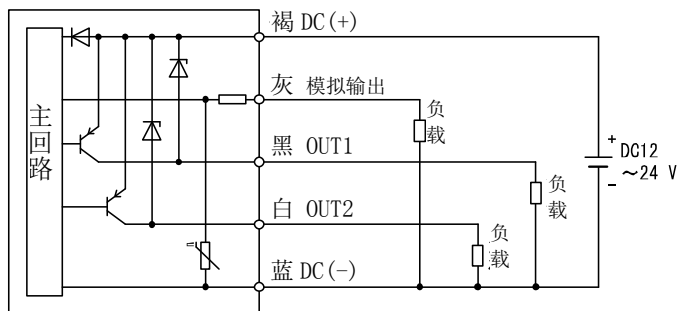 褐 DC(+)
灰 模拟输出
负载
主回路
黑 OUT1
+ DC12
～24 V
-
负载
白 OUT2
负载
蓝 DC(-)